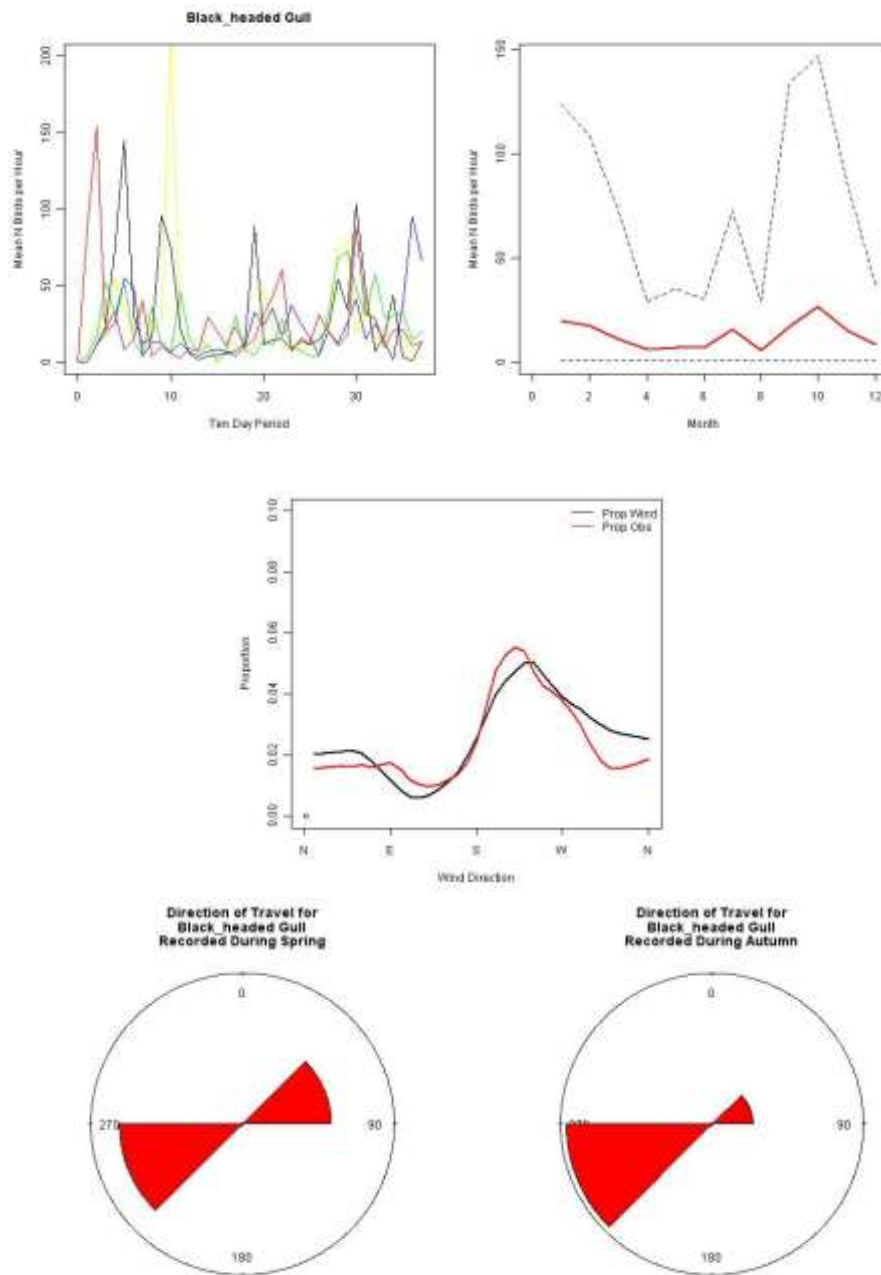 Black_headed Gull
Mean N Birds per Hour
200
150
100
50
0
0
10
20
30
Ten Day Period
Mean N Birds per Hour
150
100
50
0
0
2
4
6
8
10
12
Month
Proportion
0.10
0.08
0.06
0.04
0.02
0.00
Prop Wind
Prop Obs
N
E
S
W
N
Wind Direction
Direction of Travel for
Black_headed Gull
Recorded During Spring
0
270
90
180
Direction of Travel for
Black_headed Gull
Recorded During Autumn
0
270
90
180